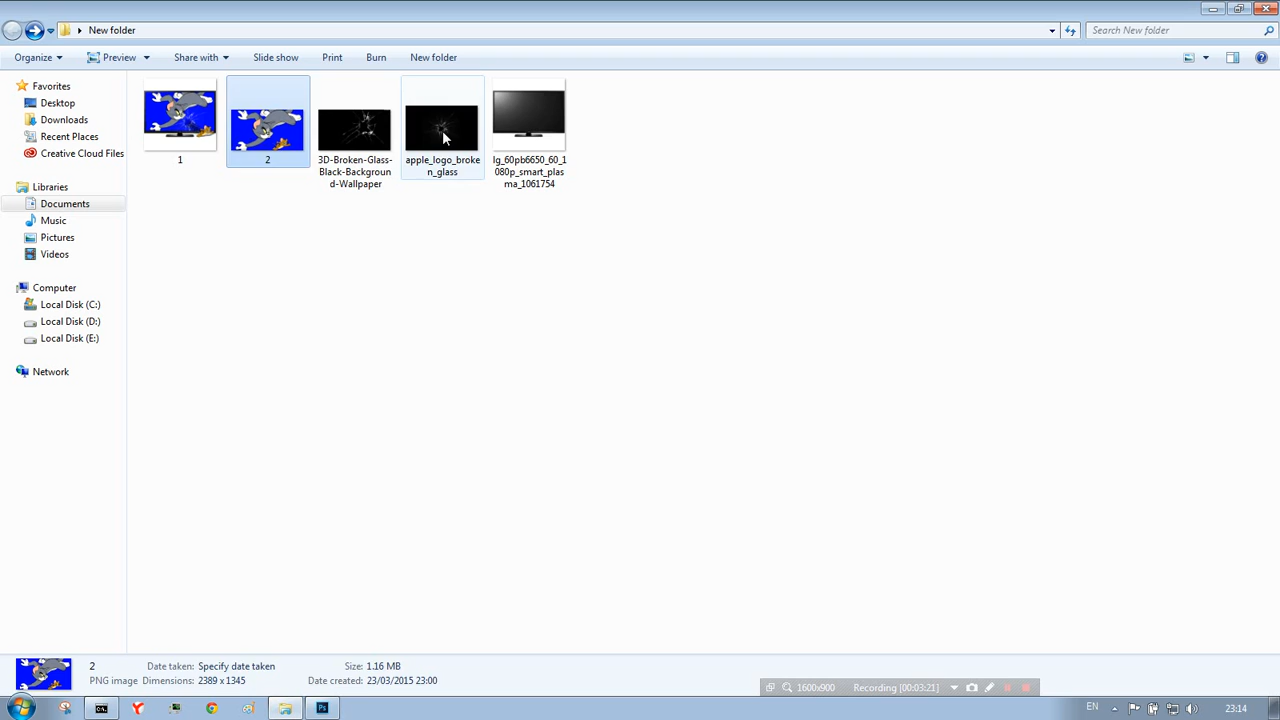 New folder
Search New folder
Organize Preview Share with Slide show Print Burn New folder
Favorites
Desktop
Downloads
Recent Places
Creative Cloud Files
Libraries
Documents
Music
Pictures
Videos
Computer
Local Disk (C:)
Local Disk (D:)
Local Disk (E:)
Network
1
2
3D-Broken-Glass-
Black-Backgroun
d-Wallpaper
apple_logo_broke
n_glass
lg_60pb6650_60_1
080p_smart_plas
ma_1061754
2 Date taken: Specify date taken Size: 1.16 MB
PNG image Dimensions: 2389 x 1345 Date created: 23/03/2015 23:00
1600x900 Recording [00:03:21]
EN 23:14